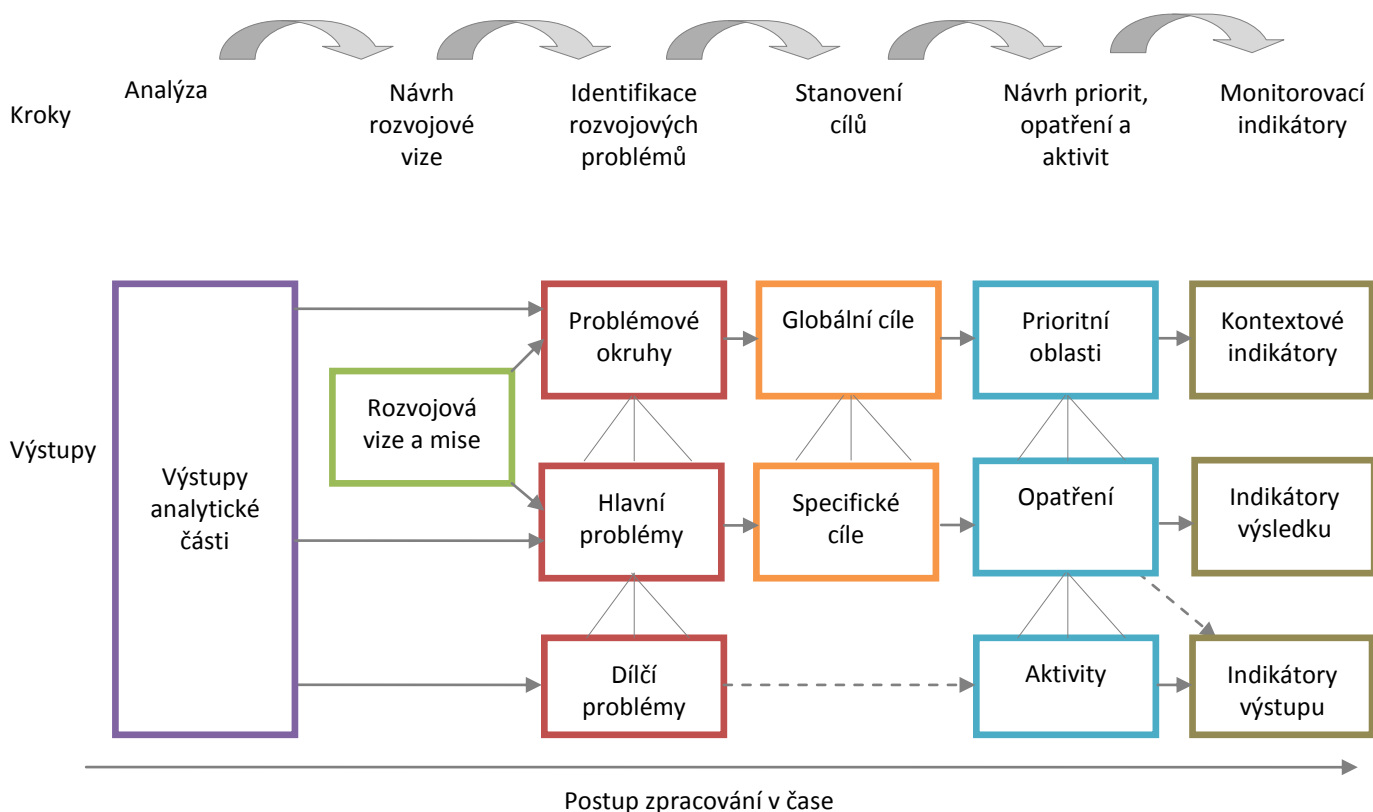 Kroky
Analýza
Návrh
rozvojové
vize
Identifikace
rozvojových
problémů
Stanovení
cílů
Návrh priorit,
opatření a
aktivit
Monitorovací
indikátory
Výstupy
Výstupy
analytické
části
Rozvojová
vize a mise
Problémové
okruhy
Globální cíle
Prioritní
oblasti
Kontextové
indikátory
Hlavní
problémy
Specifické
cíle
Opatření
Indikátory
výsledku
Dílčí
problémy
Aktivity
Indikátory
výstupu
Postup zpracování v čase